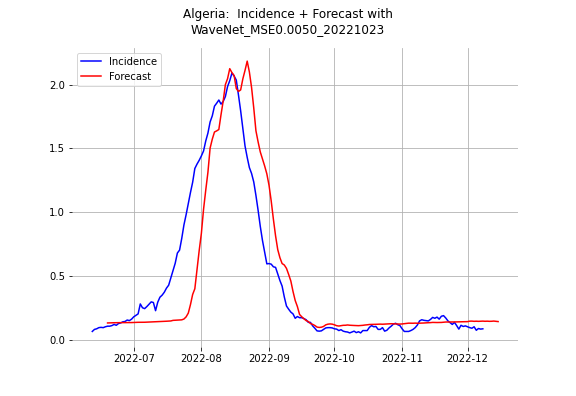 Algeria:  Incidence + Forecast with
WaveNet_MSE0.0050_20221023
Incidence
Forecast
2.0
1.5
1.0
0.5
0.0
2022-07
2022-08
2022-09
2022-10
2022-11
2022-12